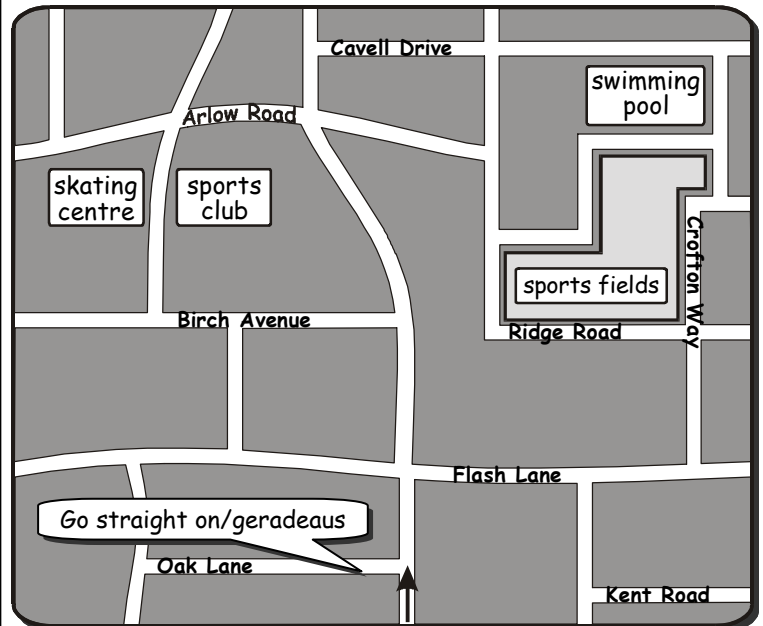 Cavell Drive
swimming
pool
Arlow Road
skating
centre
sports
club
Crofton Way
sports fields
Birch Avenue
Ridge Road
Flash Lane
Go straight on/geradeaus
Oak Lane
Kent Road